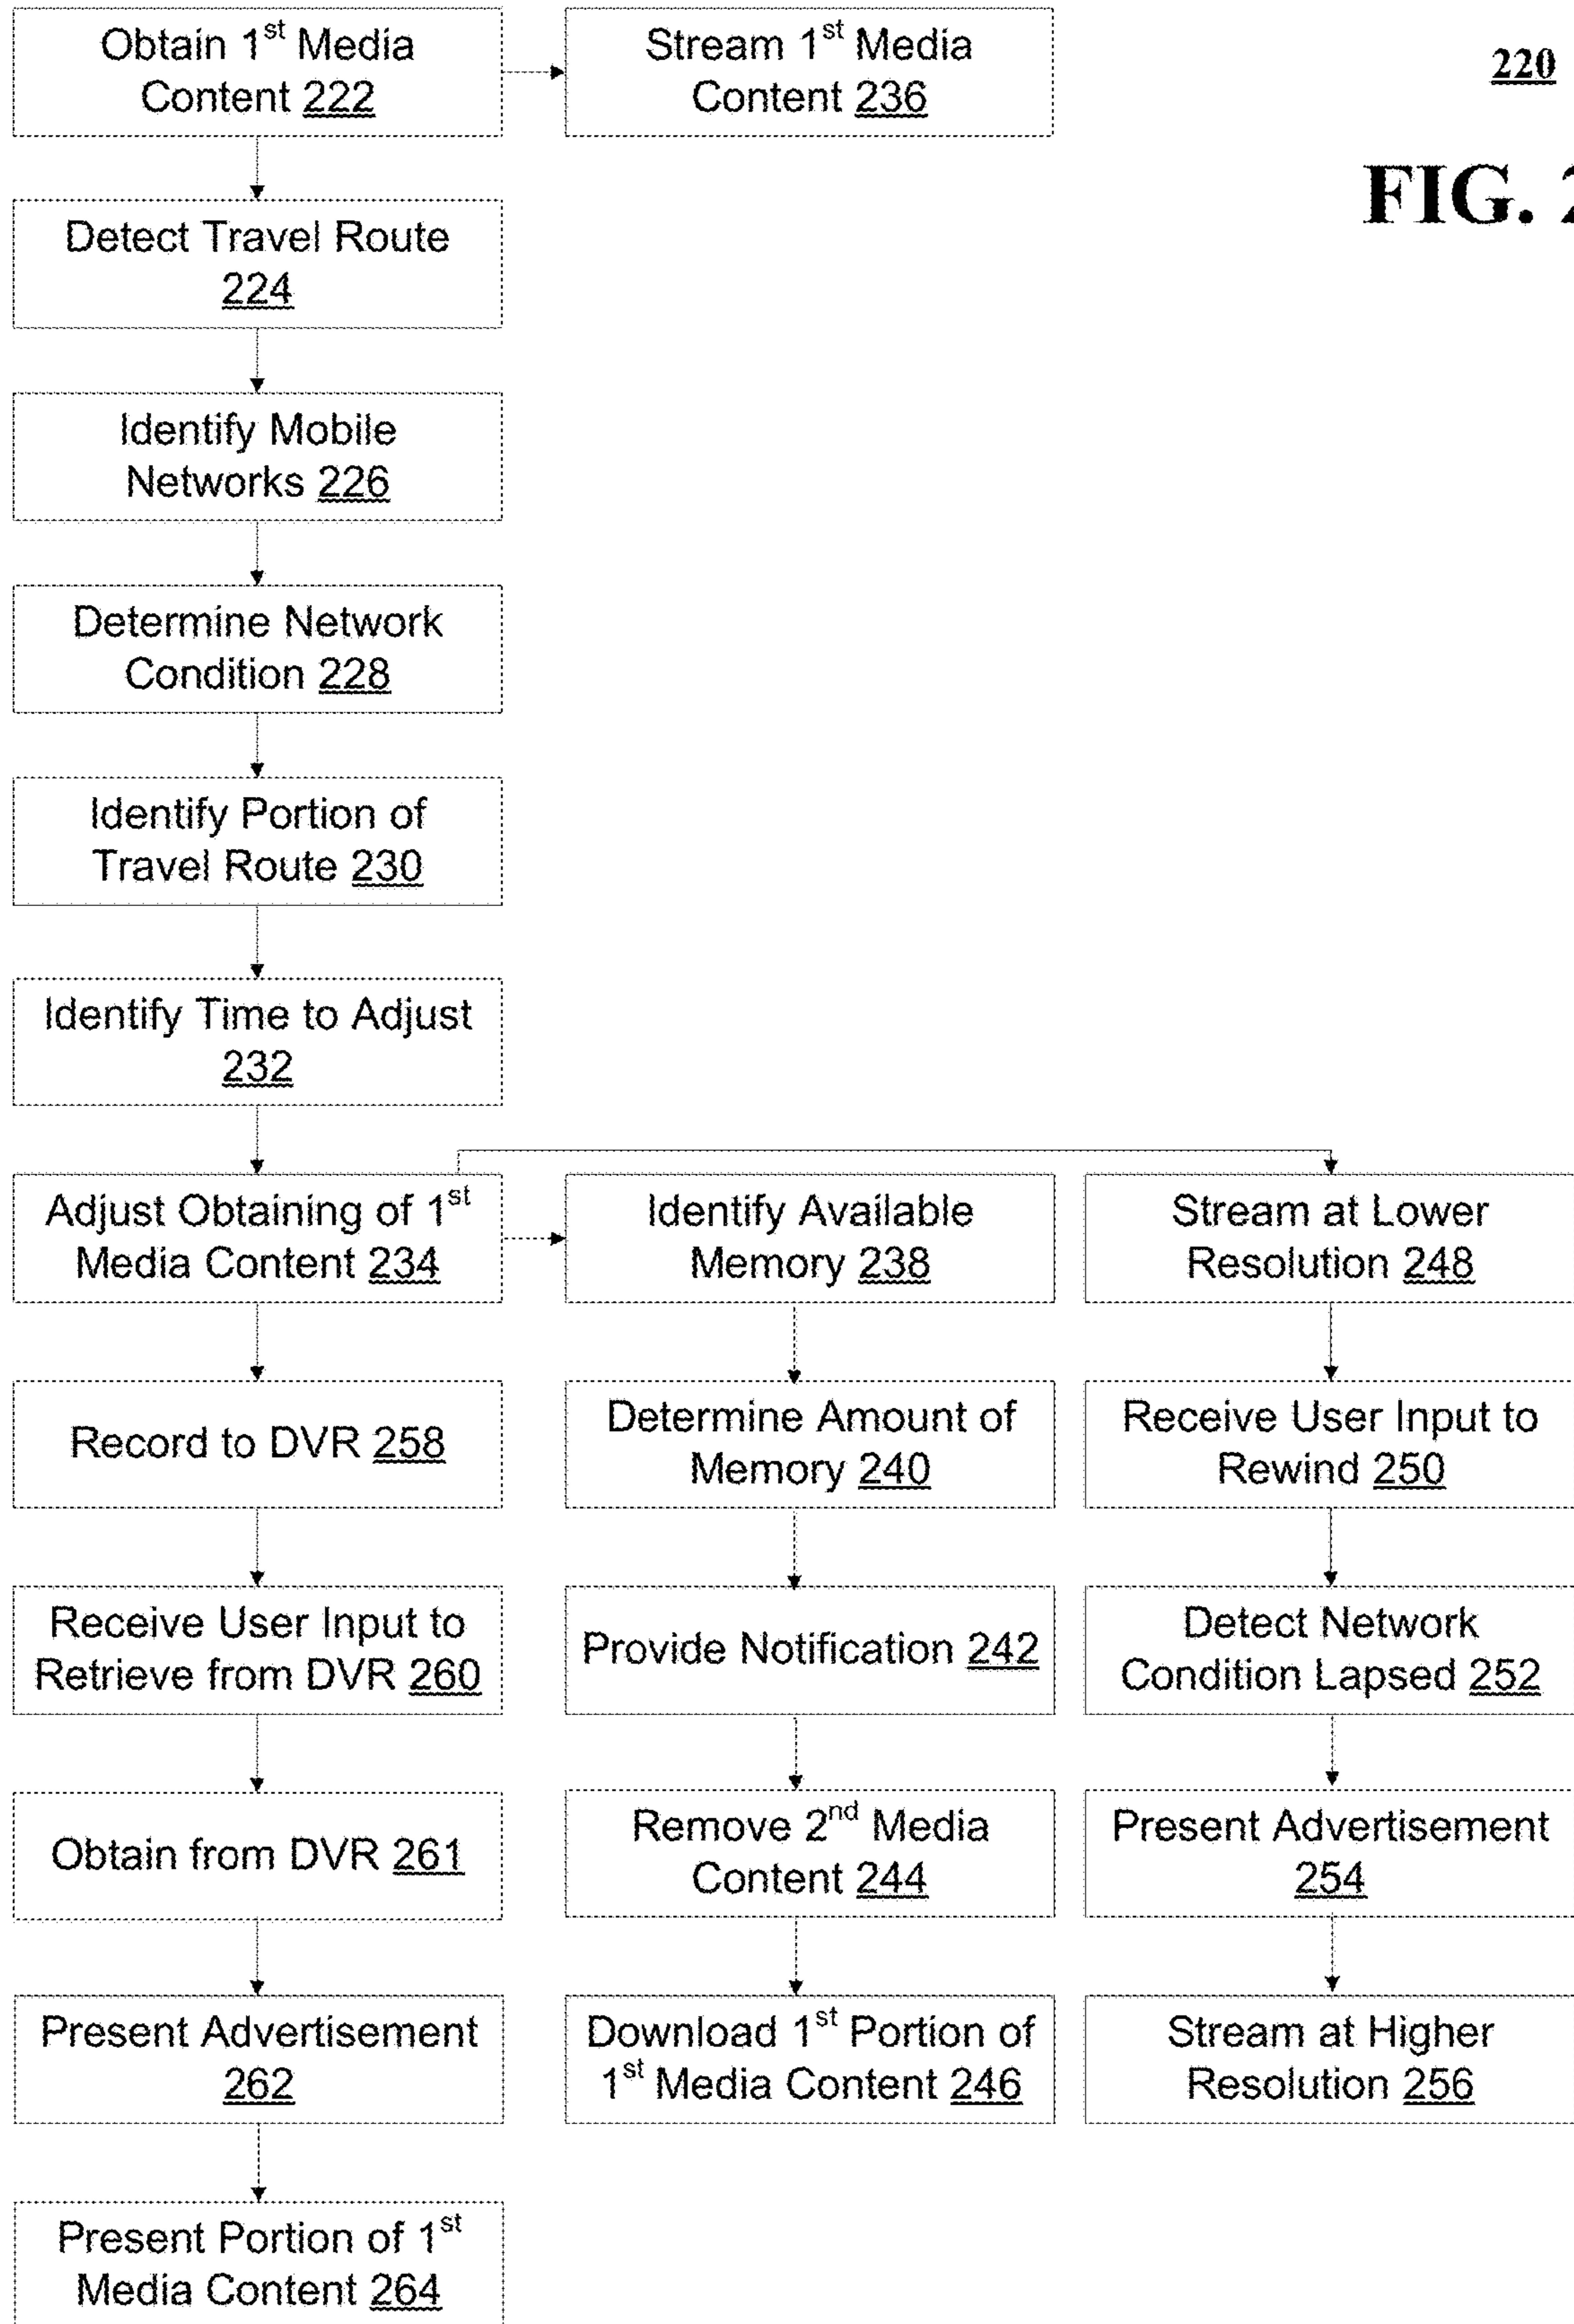 Obtain 1st Media
Content 222
Stream 1st Media
Content 236
220
FIG. 2
Detect Travel Route
224
Identify Mobile
Networks 226
Determine Network
Condition 228
Identify Portion of
Travel Route 230
Identify Time to Adjust
232
Adjust Obtaining of 1st
Media Content 234
Record to DVR 258
Receive User Input to
Retrieve from DVR 260
Obtain from DVR 261
Present Advertisement
262
Present Portion of 1st
Media Content 264
Identify Available
Memory 238
Determine Amount of
Memory 240
Provide Notification 242
Remove 2nd Media
Content 244
Download 1st Portion of
1st Media Content 246
Stream at Lower
Resolution 248
Receive User Input to
Rewind 250
Detect Network
Condition Lapsed 252
Present Advertisement
254
Stream at Higher
Resolution 256